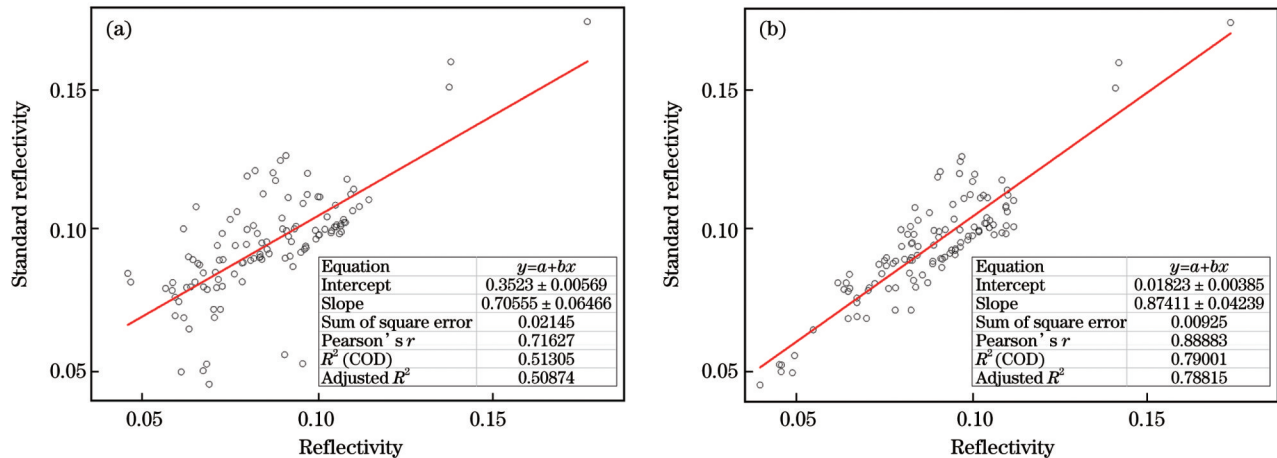 (a)
Standard reflectivity
0.15
0.10
0.05
Equation y=a+bx
Intercept 0.3523 ± 0.00569
Slope 0.70555 ± 0.06466
Sum of square error 0.02145
Pearson's r 0.71627
R² (COD) 0.51305
Adjusted R² 0.50874
0.05 0.10 0.15
Reflectivity
(b)
Standard reflectivity
0.15
0.10
0.05
Equation y=a+bx
Intercept 0.01823 ± 0.00385
Slope 0.87411 ± 0.04239
Sum of square error 0.00925
Pearson's r 0.88883
R² (COD) 0.79001
Adjusted R² 0.78815
0.05 0.10 0.15
Reflectivity